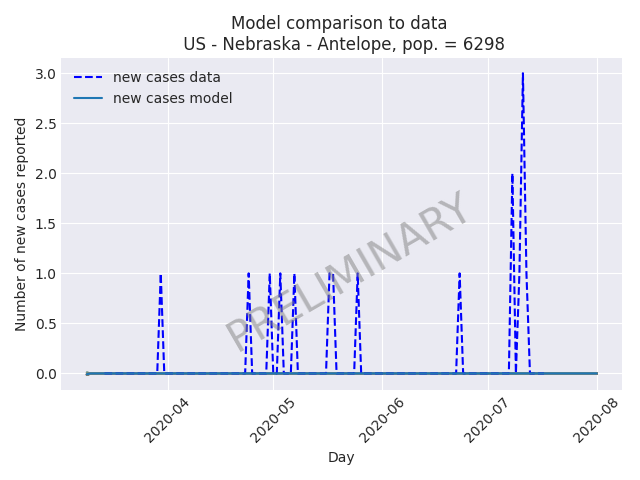 Model comparison to data
US - Nebraska - Antelope, pop. = 6298
3.0
2.5
2.0
1.5
1.0
0.5
0.0
Number of new cases reported
new cases data
new cases model
PRELIMINARY
2020-04
2020-05
2020-06
2020-07
2020-08
Day